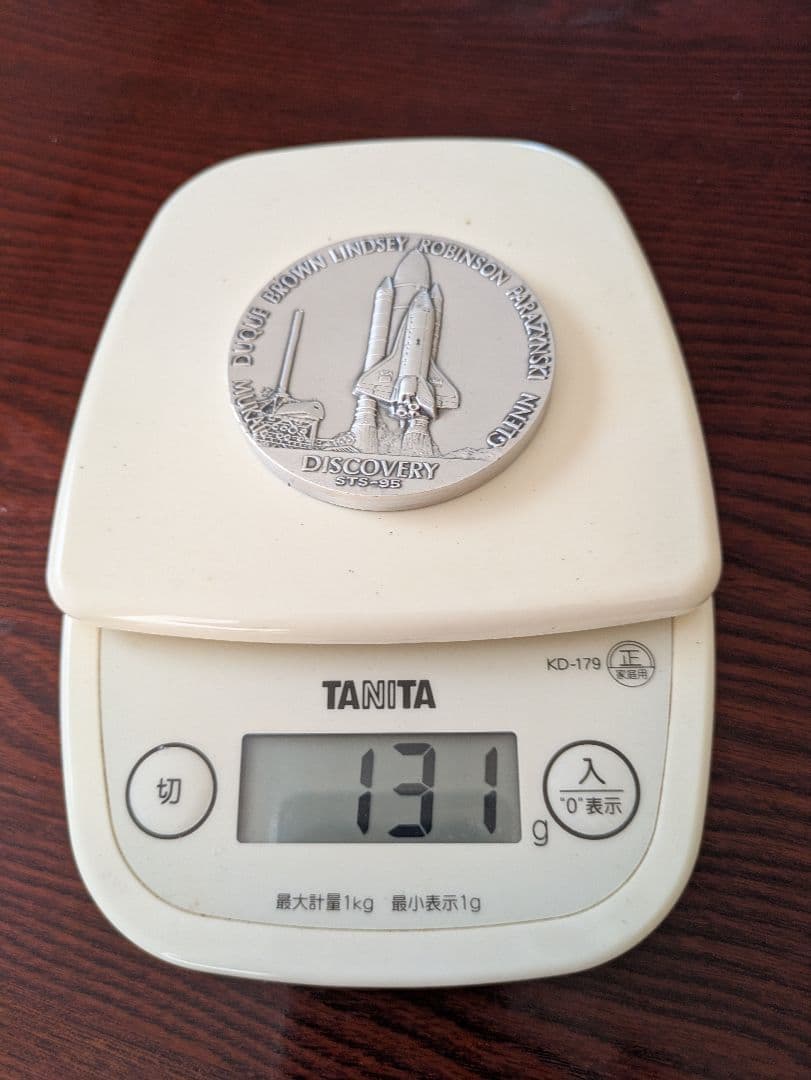 MUKAI DUQUE BROWN LINDSEY ROBINSON PARAZYNSKI GLENN
DISCOVERY
STS-95
KD-179 正 家庭用
TANITA
切
131 g
入
"0"表示
最大計量1kg 最小表示1g